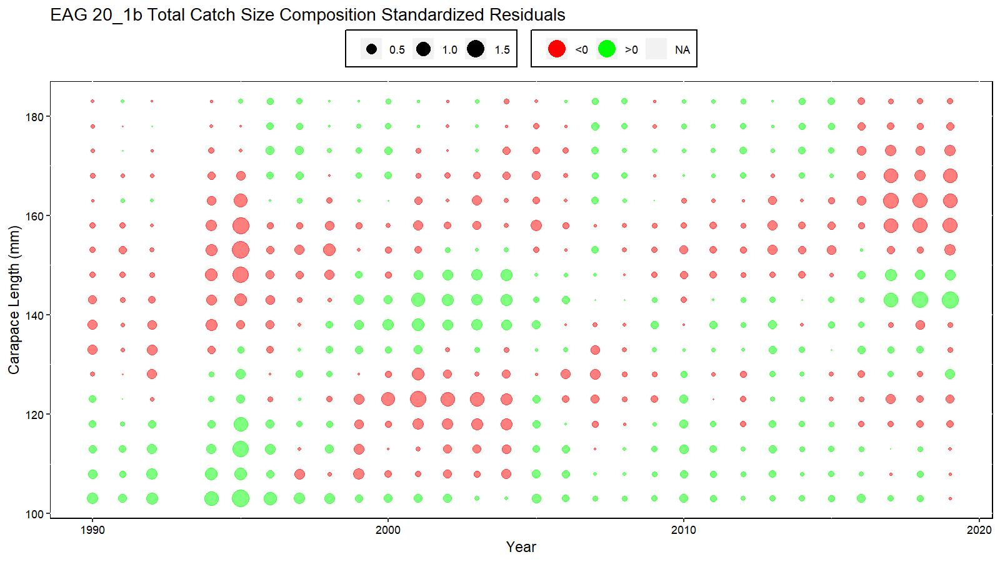 EAG 20_1b Total Catch Size Composition Standardized Residuals
0.5 1.0 1.5 <0 >0 NA
180
160
140
120
100
Carapace Length (mm)
1990 2000 2010 2020
Year